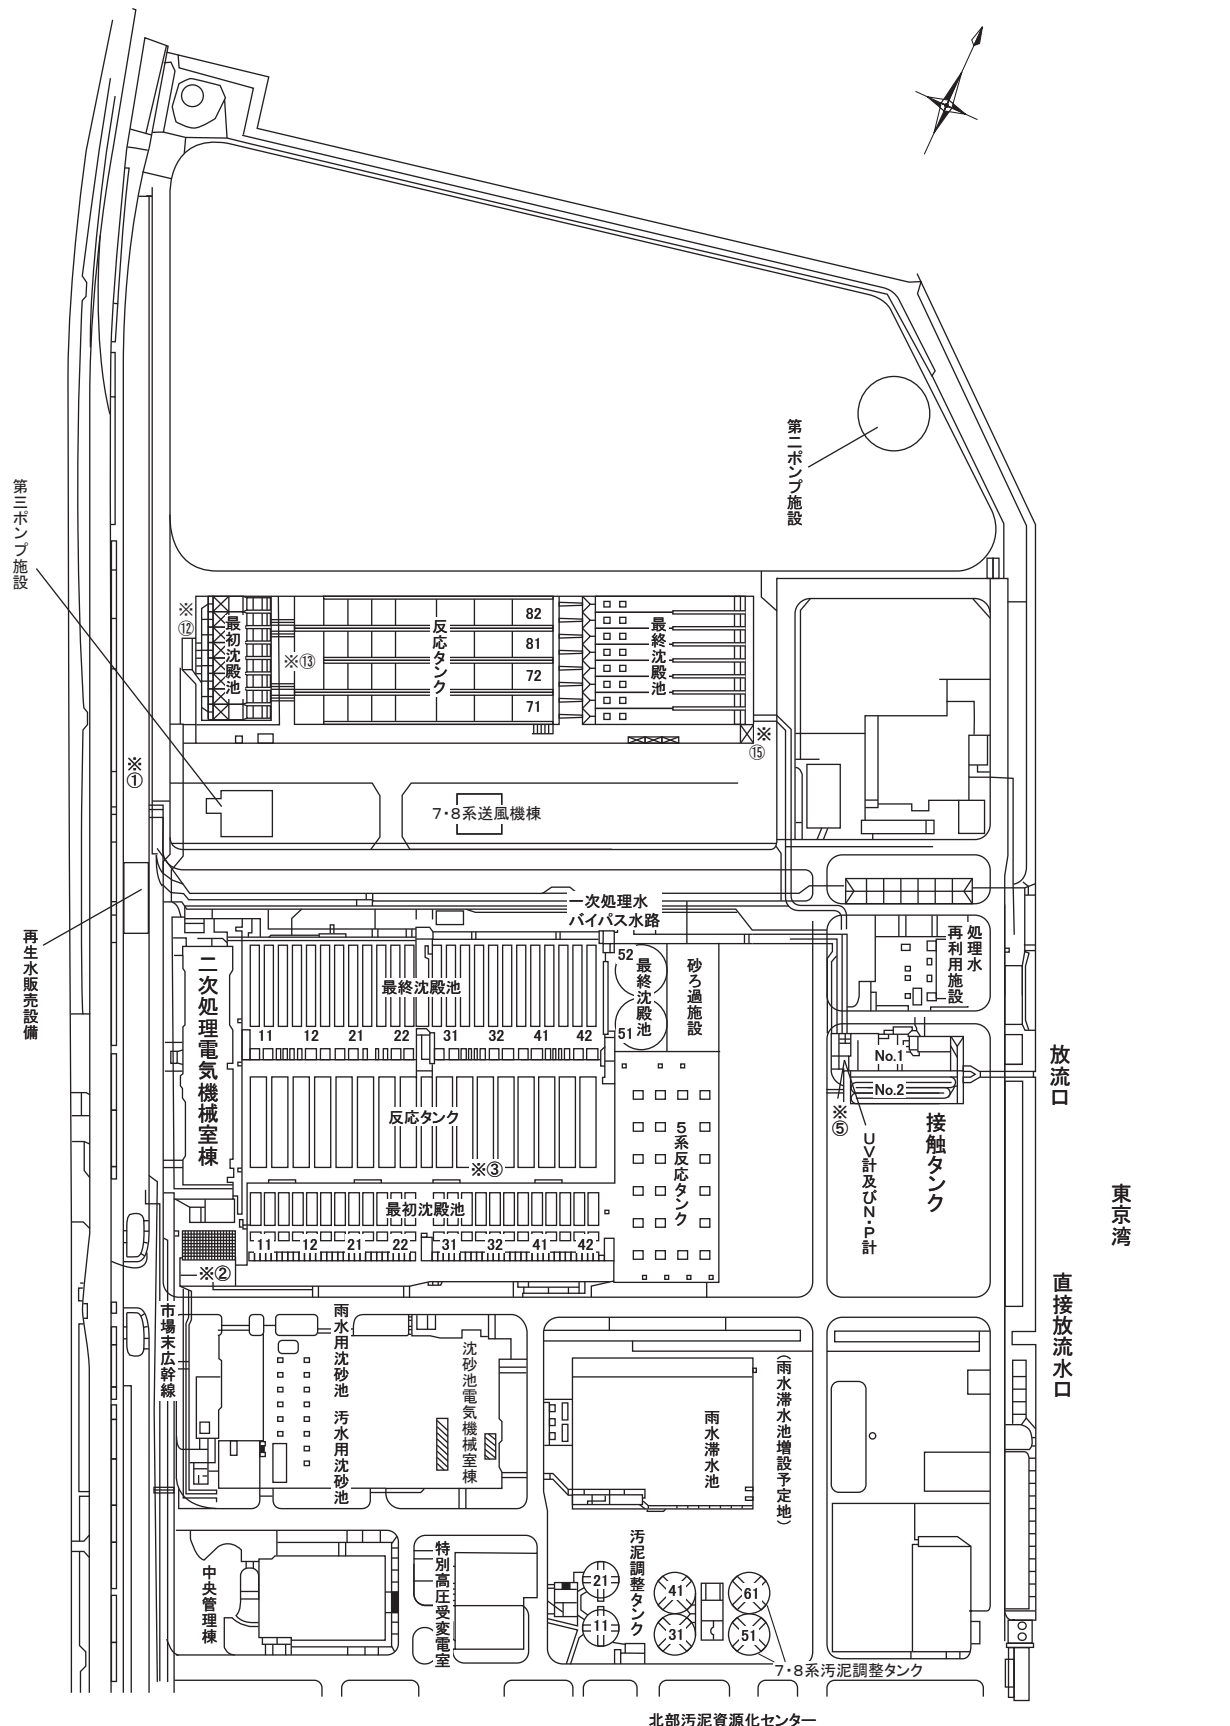 第二ポンプ施設
第三ポンプ施設
※
⑫
最初沈殿池
※⑬
反応タンク
82
81
72
71
最終沈殿池
※
⑮
※
①
7・8系送風機棟
一次処理水
バイパス水路
再生水販売設備
二次処理電気機械室棟
最終沈殿池
11 12 21 22 31 32 41 42
52
最終沈殿池
51
砂ろ過施設
処理水
再利用施設
No.1
No.2
放流口
※
⑤
UV計及びN・P計
接触タンク
反応タンク
※③
5系反応タンク
最初沈殿池
11 12 21 22 31 32 41 42
※②
東京湾
直接放流水口
市場末広幹線
雨水用沈砂池
汚水用沈砂池
沈砂池電気機械室棟
雨水滞水池
（雨水滞水池増設予定地）
中央管理棟
特別高圧受変電室
汚泥調整タンク
21
11
41
31
61
51
7・8系汚泥調整タンク
北部汚泥資源化センター